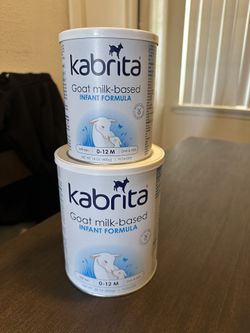 kabrita
Goat milk-based
INFANT FORMULA
0-12 M
kabrita
Goat milk-based
INFANT FORMULA
0-12 M